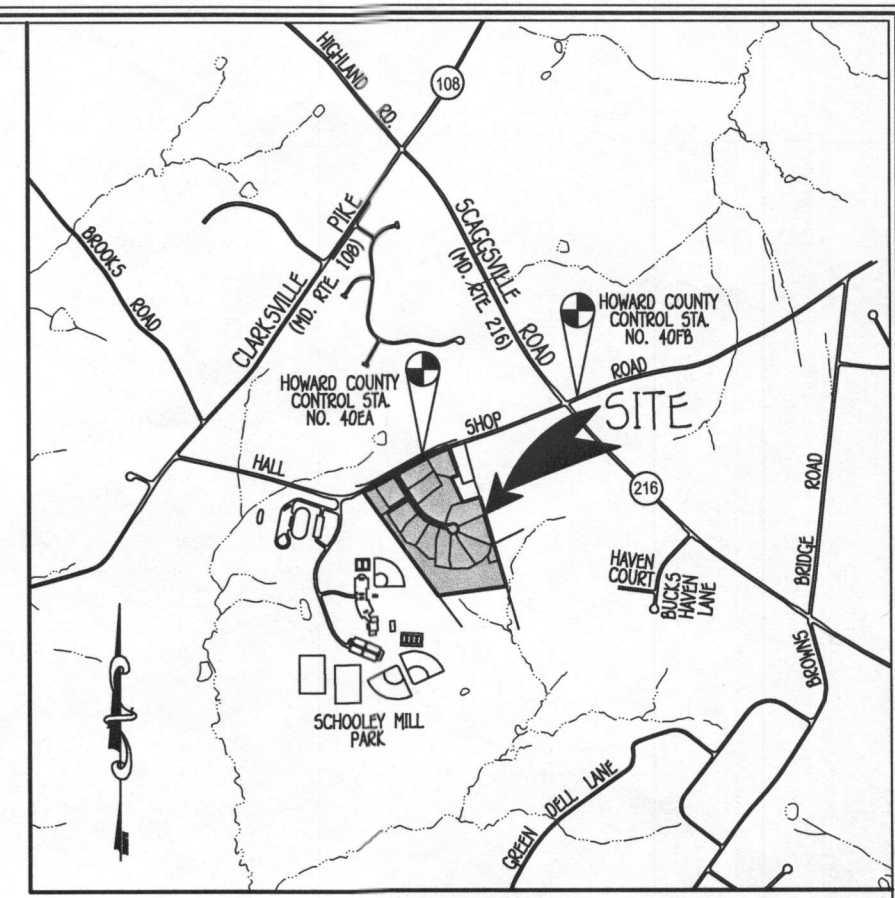 HIGHLAND RD.
108
BROOKS ROAD
CLARKSVILLE PIKE
(MD. RTE 108)
SCAGGSVILLE ROAD
(MD. RTE. 216)
HOWARD COUNTY
CONTROL STA.
NO. 40FB
HOWARD COUNTY
CONTROL STA.
NO. 40EA
HALL SHOP ROAD
SITE
216
HAVEN
COURT
BUCKS
HAVEN
LANE
BROWNS BRIDGE ROAD
SCHOOLEY MILL
PARK
GREEN DELL LANE